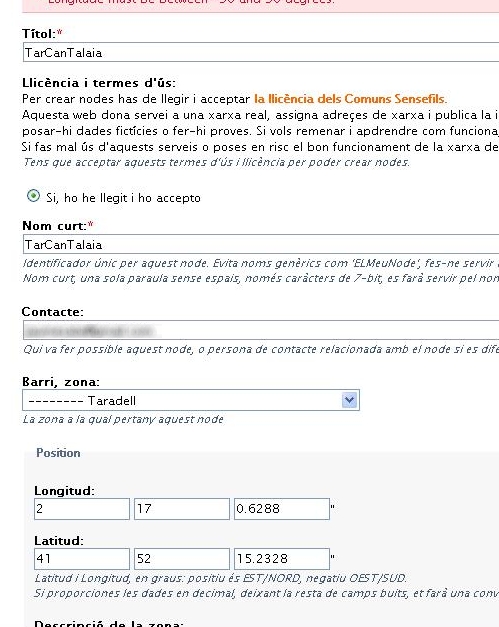 Longitude must be between -90 and 90 degrees.
Títol:*
TarCanTalaia
Llicència i termes d'ús:
Per crear nodes has de llegir i acceptar la llicència dels Comuns Sensefils.
Aquesta web dona servei a una xarxa real, assigna adreçes de xarxa i publica la i
posar-hi dades fictícies o fer-hi proves. Si vols remenar i apdrendre com funciona
Si fas mal ús d'aquests serveis o poses en risc el bon funcionament de la xarxa de
Tens que acceptar aquests termes d'ús i llicència per poder crear nodes.
Si, ho he llegit i ho accepto
Nom curt:*
TarCanTalaia
Identificador únic per aquest node. Evita noms genèrics com 'ELMeuNode', fes-ne servir
Nom curt, una sola paraula sense espais, només caràcters de 7-bit, es farà servir pel nom
Contacte:
Qui va fer possible aquest node, o persona de contacte relacionada amb el node si es dife
Barri, zona:
-------- Taradell
La zona a la qual pertany aquest node
Position
Longitud:
2 17 0.6288 "
Latitud:
41 52 15.2328 "
Latitud i Longitud, en graus: positiu és EST/NORD, negatiu OEST/SUD.
Si proporciones les dades en decimal, deixant la resta de camps buits, et farà una conv
Descripció de la zona: